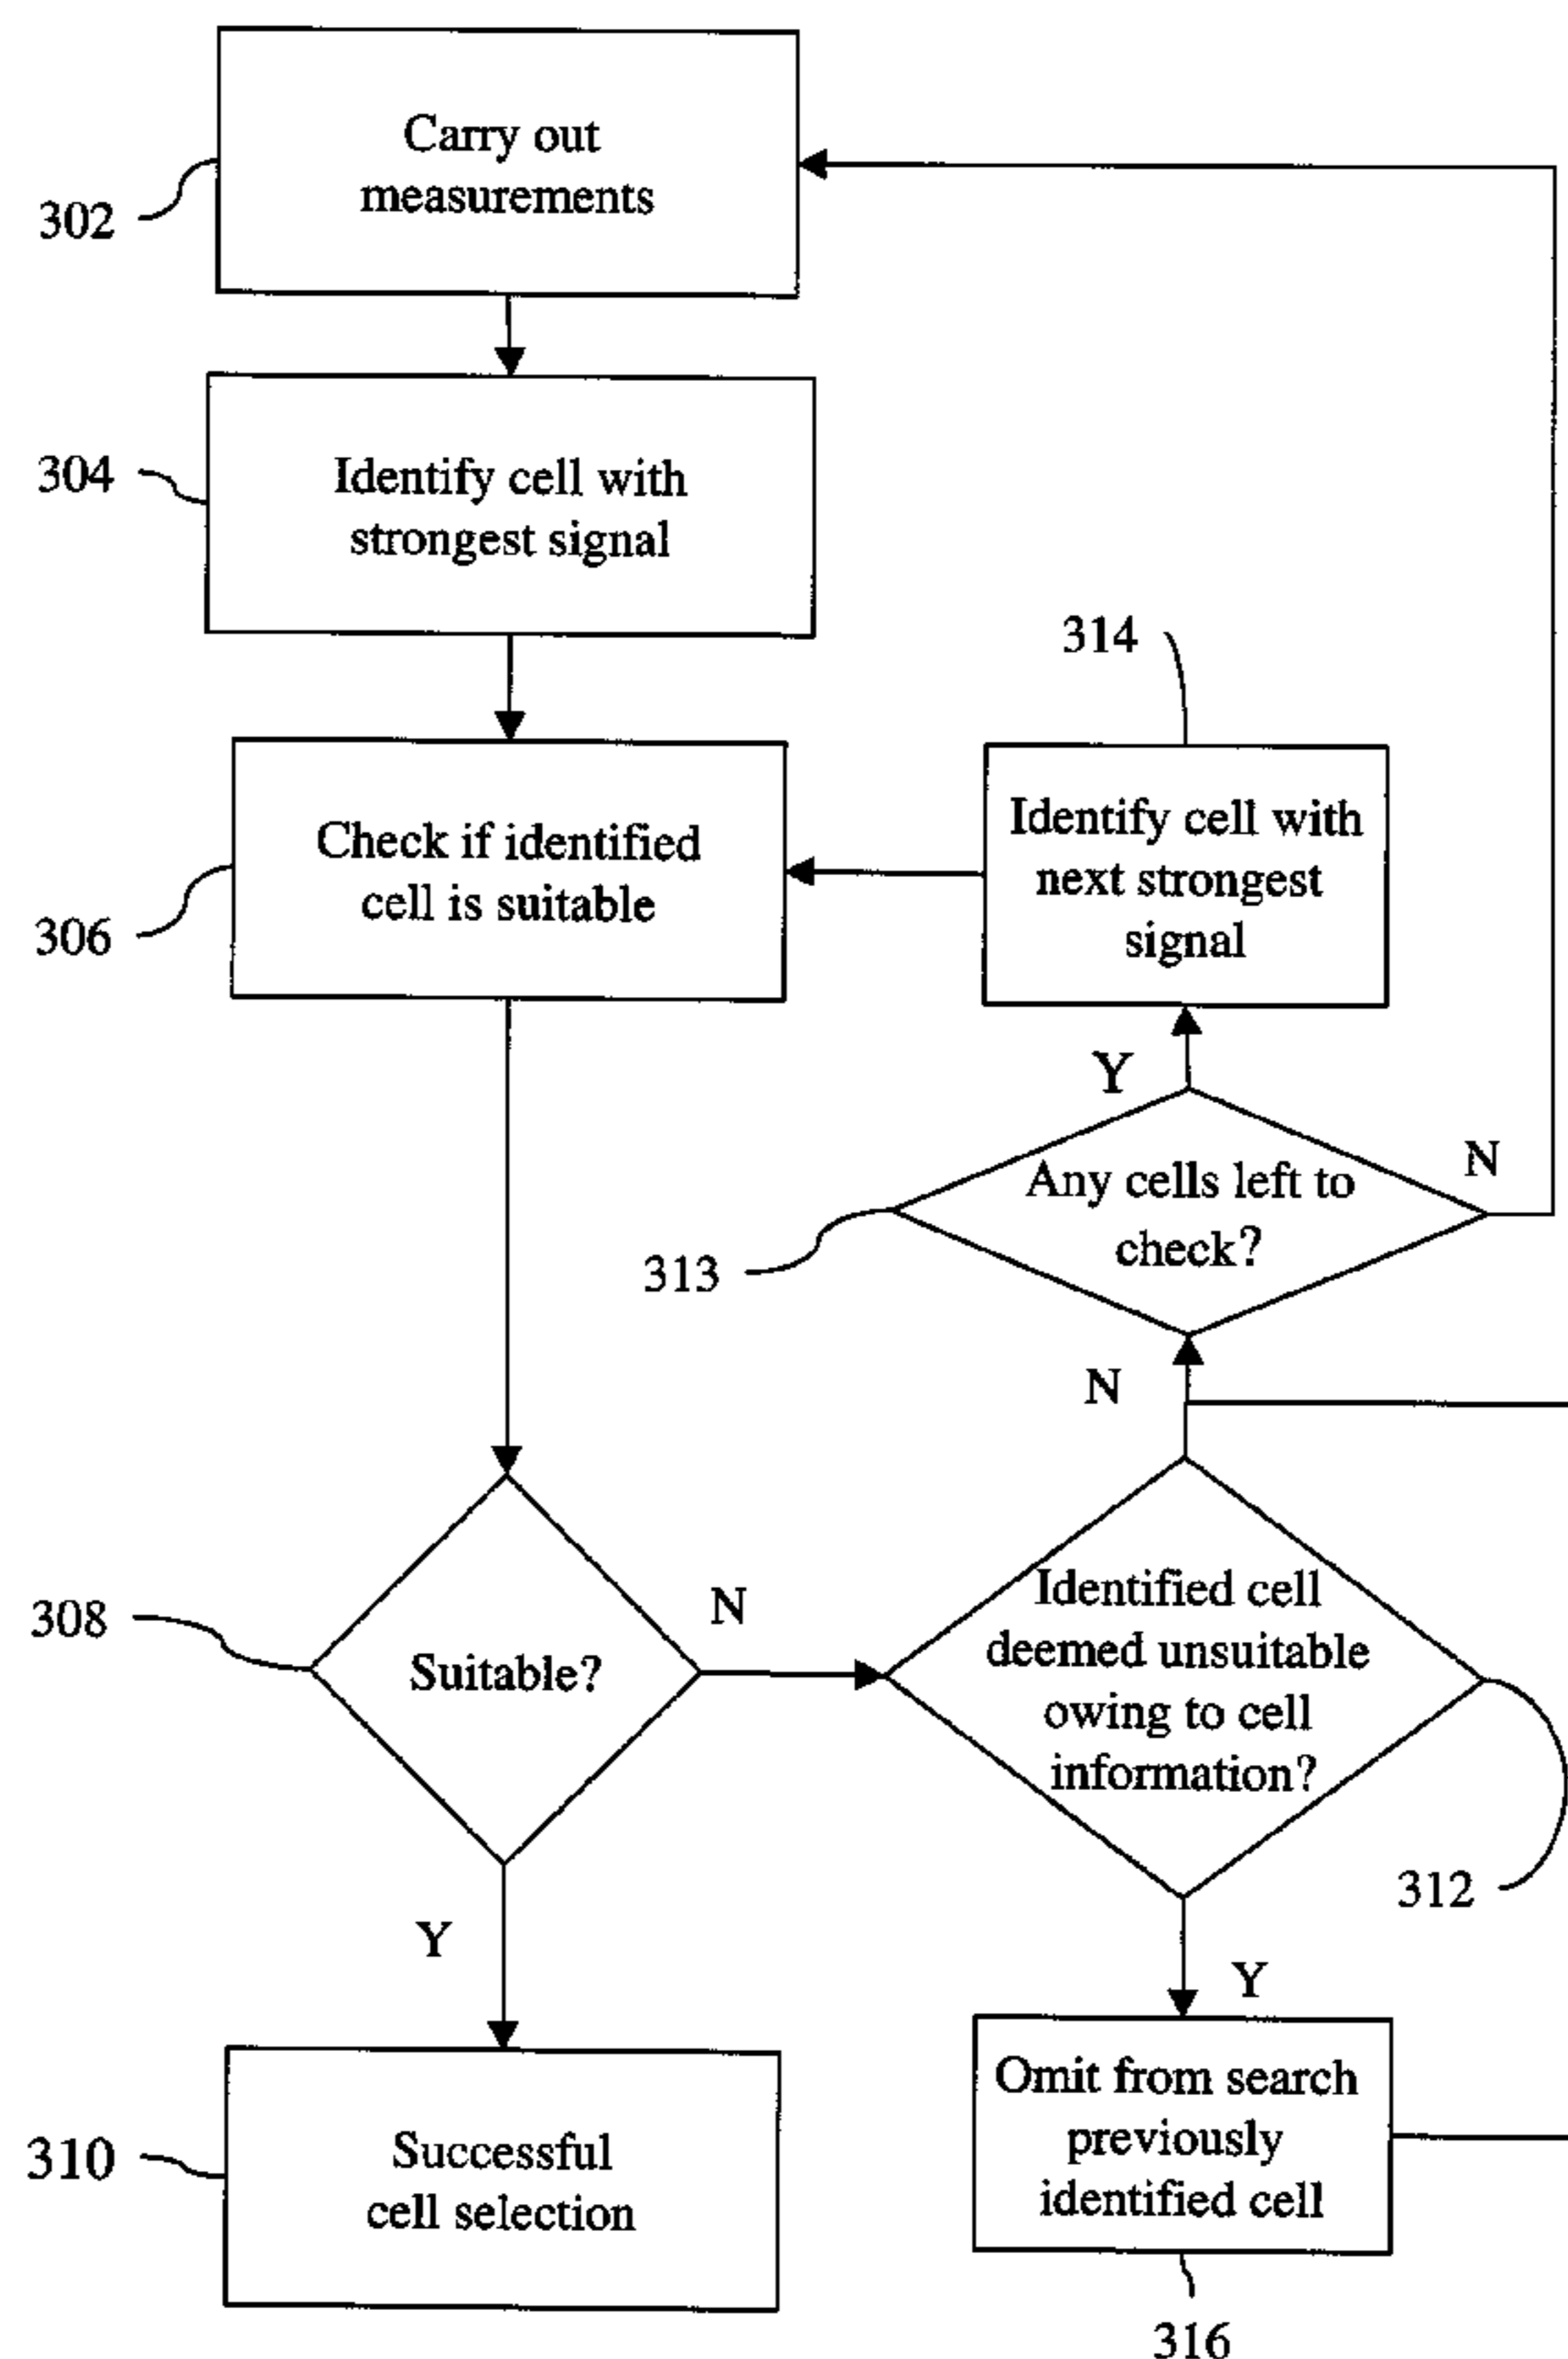 Carry out
measurements
302
304
Identify cell with
strongest signal
314
Check if identified
cell is suitable
306
Identify cell with
next strongest
signal
Y
N
Any cells left to
check?
313
N
308
Suitable?
N
Identified cell
deemed unsuitable
owing to cell
information?
312
Y
Y
310
Successful
cell selection
Omit from search
previously
identified cell
316